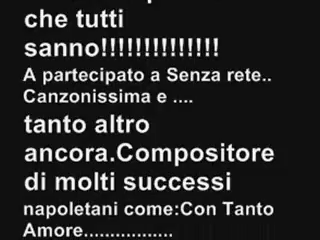 che tutti
sanno!!!!!!!!!!!!!!!
A partecipato a Senza rete..
Canzonissima e ....
tanto altro
ancora.Compositore
di molti successi
napoletani come:Con Tanto
Amore.................